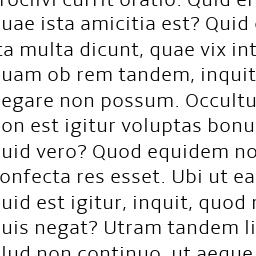 roclivi currit oratio. Quid e
uae ista amicitia est? Quid
ta multa dicunt, quae vix int
uam ob rem tandem, inquit
egare non possum. Occultu
on est igitur voluptas bonu
uid vero? Quod equidem no
onfecta res esset. Ubi ut ea
uid est igitur, inquit, quod
uis negat? Utram tandem li
lud non continuo, ut aeque